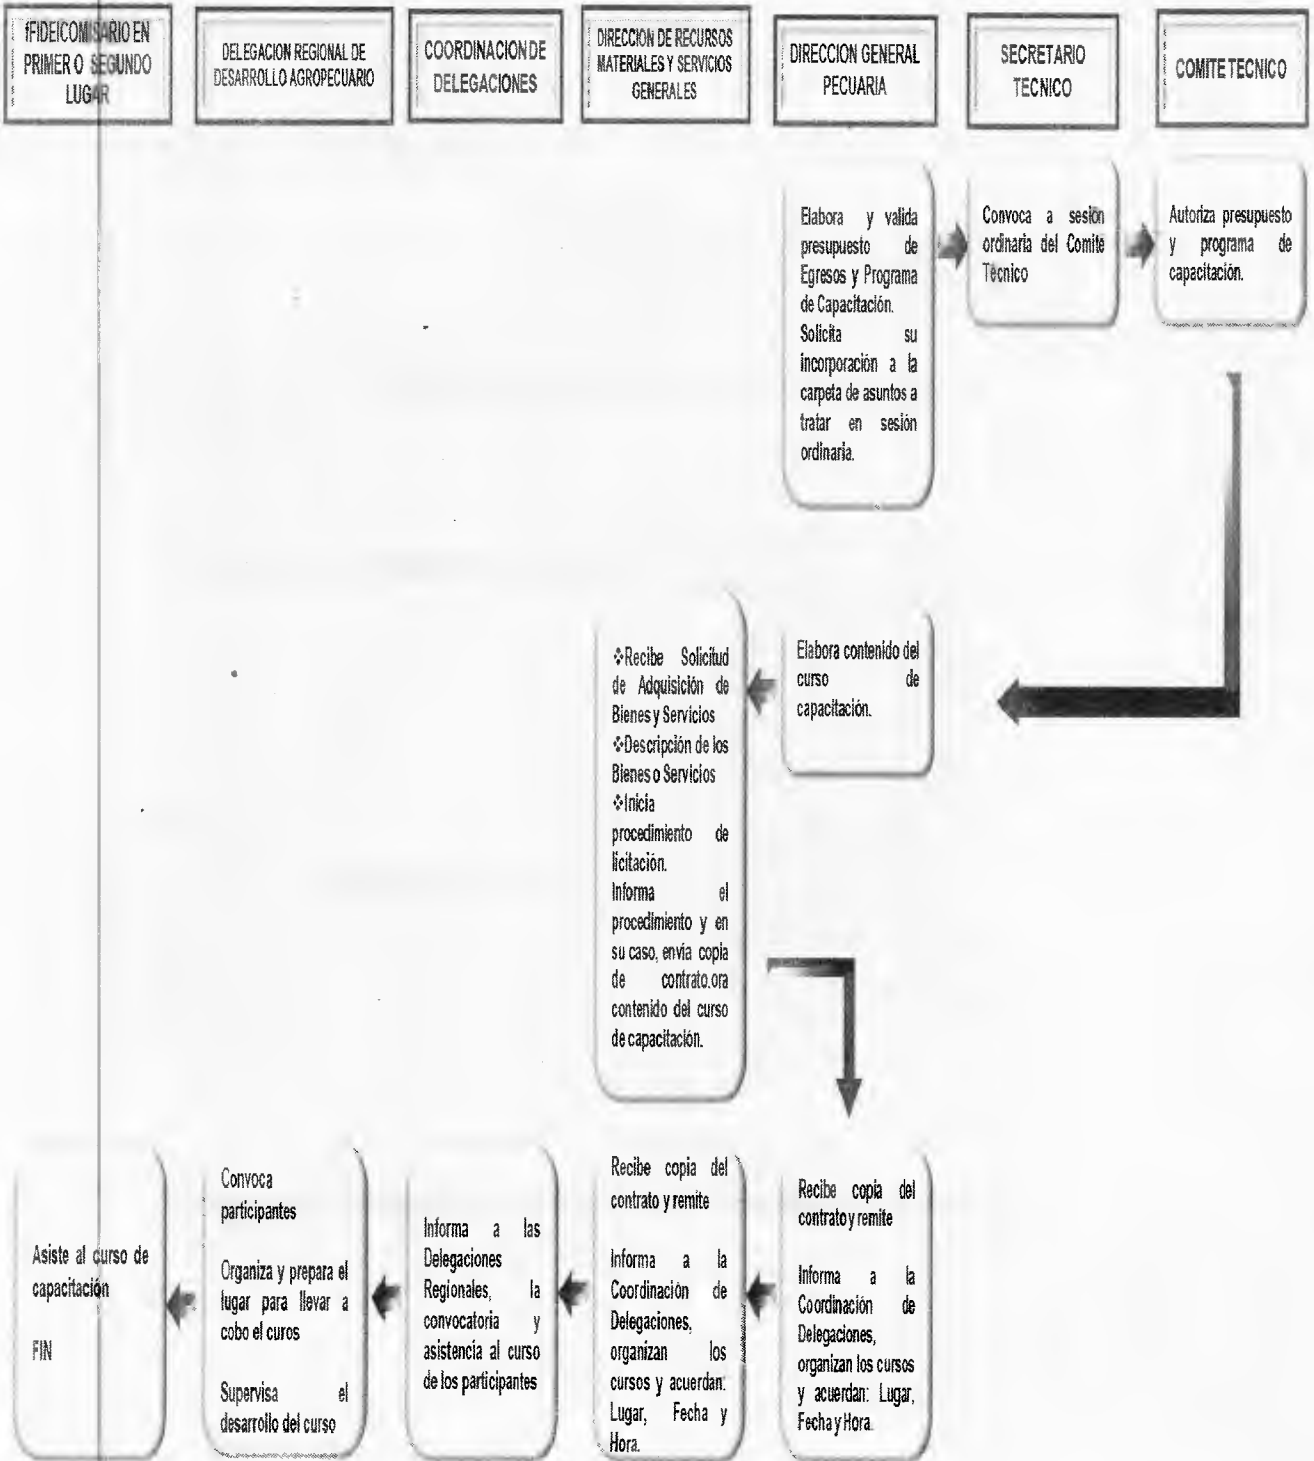 fFIDEICOMISARIO EN
PRIMER O SEGUNDO
LUGAR
DELEGACION REGIONAL DE
DESARROLLO AGROPECUARIO
COORDINACION DE
DELEGACIONES
DIRECCION DE RECURSOS
MATERIALES Y SERVICIOS
GENERALES
DIRECCION GENERAL
PECUARIA
SECRETARIO
TECNICO
COMITE TECNICO
Elabora y valida
presupuesto de
Egresos y Programa
de Capacitación.
Solicita su
incorporación a la
carpeta de asuntos a
tratar en sesión
ordinaria.
Convoca a sesión
ordinaria del Comite
Técnico
Autoriza presupuesto
y programa de
capacitación.
❖Recibe Solicitud
de Adquisición de
Bienes y Servicios
❖Descripción de los
Bienes o Servicios
❖Inicia
procedimiento de
licitación.
Informa el
procedimiento y en
su caso, envía copia
de contrato.ora
contenido del curso
de capacitación.
Elabora contenido del
curso de
capacitación.
Asiste al curso de
capacitación
FIN
Convoca
participantes
Organiza y prepara el
lugar para llevar a
cobo el curos
Supervisa el
desarrollo del curso
Informa a las
Delegaciones
Regionales, la
convocatoria y
asistencia al curso
de los participantes
Recibe copia del
contrato y remite
Informa a la
Coordinación de
Delegaciones,
organizan los
cursos y acuerdan:
Lugar, Fecha y
Hora.
Recibe copia del
contrato y remite
Informa a la
Coordinación de
Delegaciones,
organizan los cursos
y acuerdan: Lugar,
Fecha y Hora.